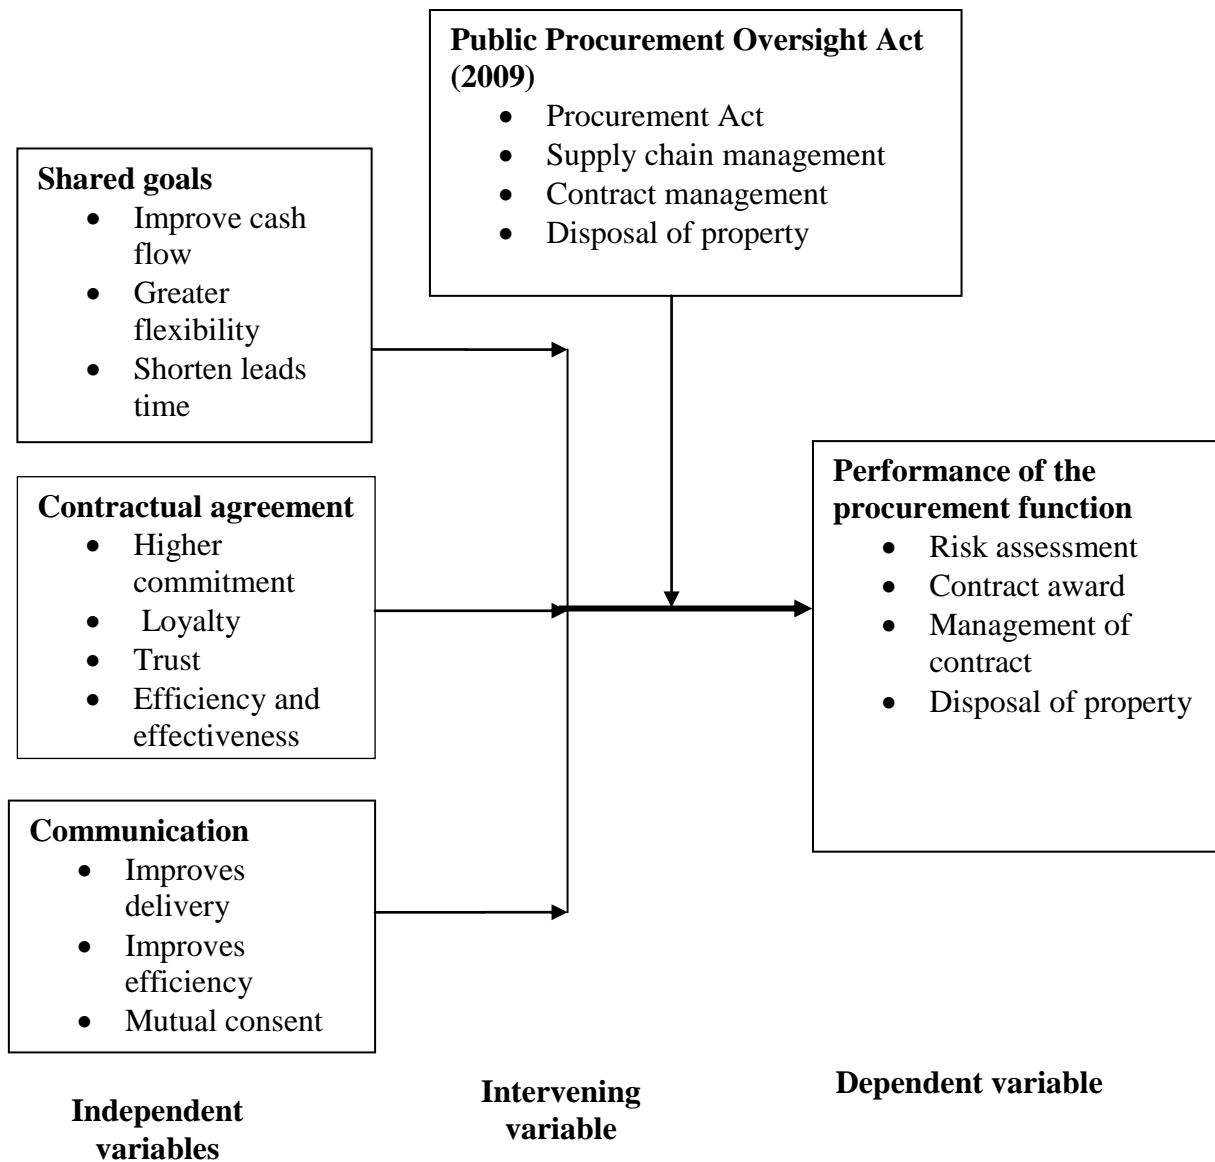 Public Procurement Oversight Act
(2009)
• Procurement Act
• Supply chain management
• Contract management
• Disposal of property
Shared goals
• Improve cash
flow
• Greater
flexibility
• Shorten leads
time
Contractual agreement
• Higher
commitment
• Loyalty
• Trust
• Efficiency and
effectiveness
Communication
• Improves
delivery
• Improves
efficiency
• Mutual consent
Performance of the
procurement function
• Risk assessment
• Contract award
• Management of
contract
• Disposal of property
Independent
variables
Intervening
variable
Dependent variable